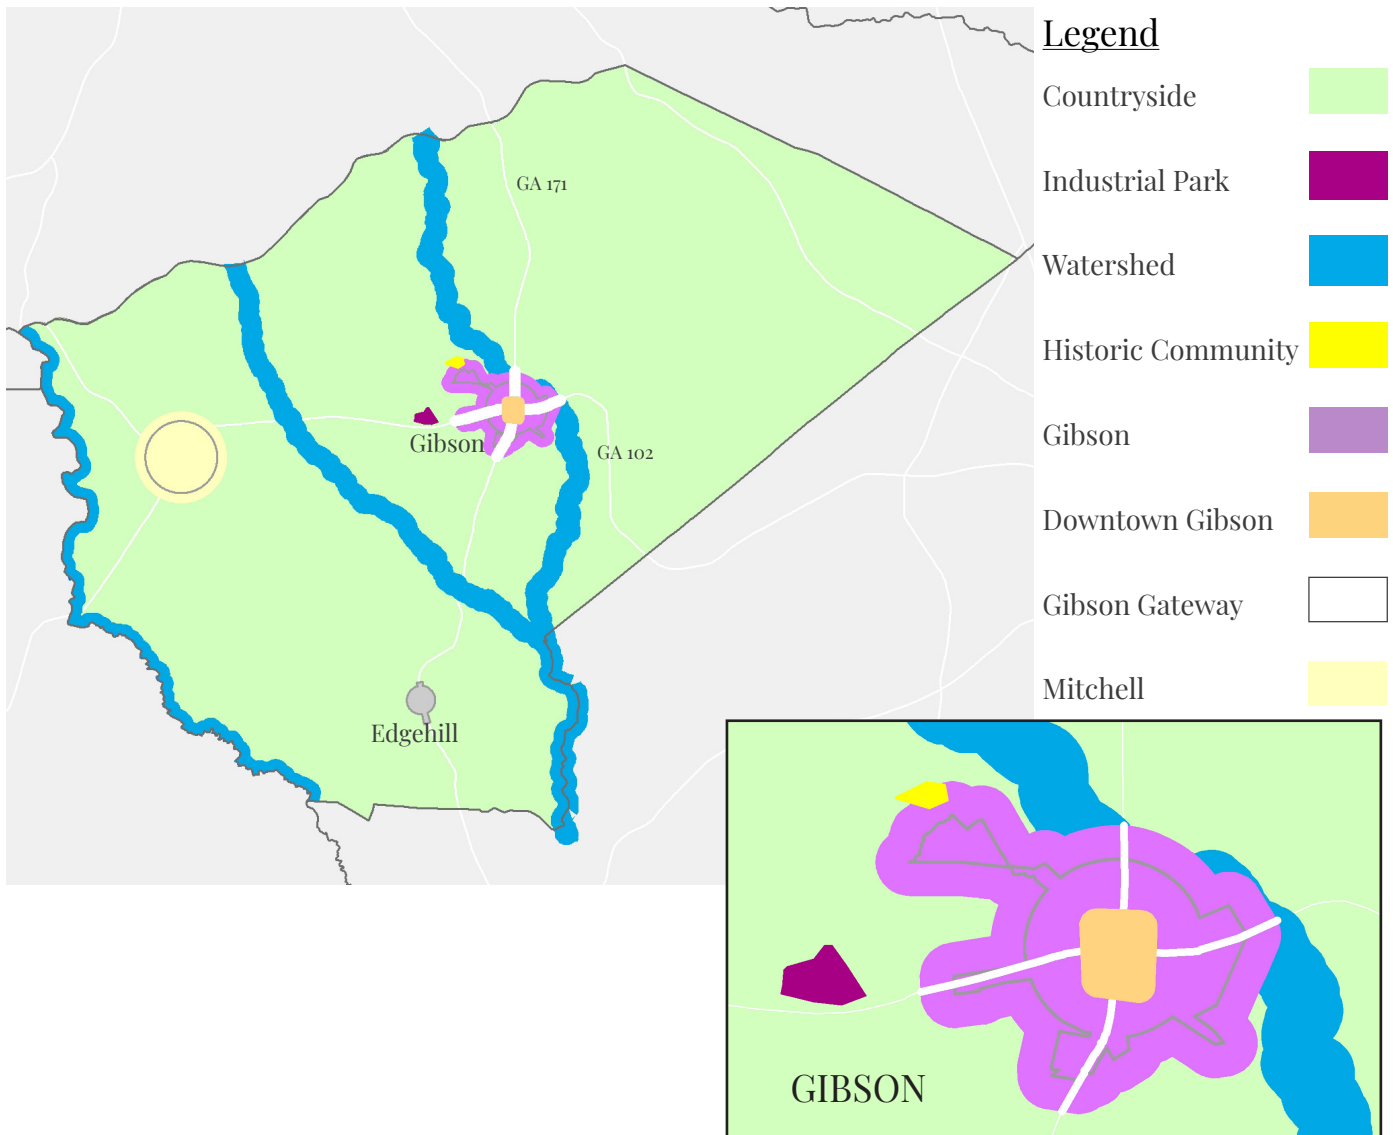 Legend
Countryside
Industrial Park
Watershed
Historic Community
Gibson
Downtown Gibson
Gibson Gateway
Mitchell
GA 171
Gibson
GA 102
Edgehill
GIBSON